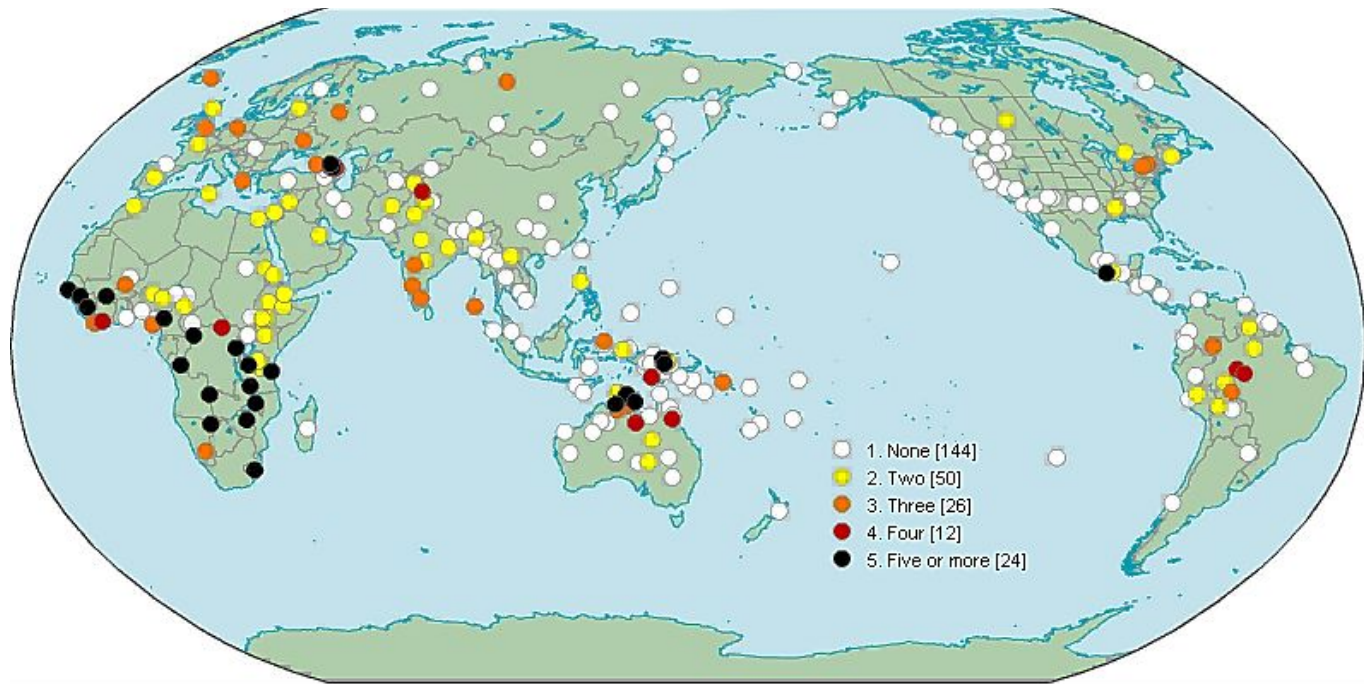 1. None [144]
2. Two [50]
3. Three [26]
4. Four [12]
5. Five or more [24]